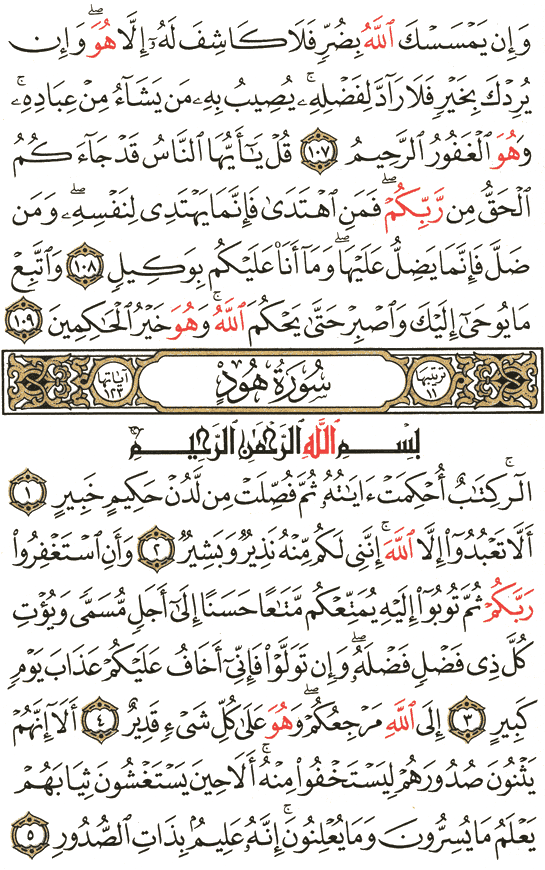 وَإِن يَمْسَسْكَ ٱللَّهُ بِضُرٍّ فَلَا كَاشِفَ لَهُۥٓ إِلَّا هُوَ ۖ وَإِن
يُرِدْكَ بِخَيْرٍ فَلَا رَآدَّ لِفَضْلِهِۦ ۚ يُصِيبُ بِهِۦ مَن يَشَآءُ مِنْ عِبَادِهِۦ ۚ
وَهُوَ ٱلْغَفُورُ ٱلرَّحِيمُ ١٠٧ قُلْ يَٰٓأَيُّهَا ٱلنَّاسُ قَدْ جَآءَكُمُ
ٱلْحَقُّ مِن رَّبِّكُمْ ۖ فَمَنِ ٱهْتَدَىٰ فَإِنَّمَا يَهْتَدِى لِنَفْسِهِۦ ۖ وَمَن
ضَلَّ فَإِنَّمَا يَضِلُّ عَلَيْهَا ۖ وَمَآ أَنَا۠ عَلَيْكُم بِوَكِيلٍ ١٠٨ وَٱتَّبِعْ
مَا يُوحَىٰٓ إِلَيْكَ وَٱصْبِرْ حَتَّىٰ يَحْكُمَ ٱللَّهُ ۚ وَهُوَ خَيْرُ ٱلْحَٰكِمِينَ ١٠٩
ترتيبها ١١ سُورَةُ هُودٍ آياتها ١٢٣
بِسْمِ ٱللَّهِ ٱلرَّحْمَٰنِ ٱلرَّحِيمِ
الٓر ۚ كِتَٰبٌ أُحْكِمَتْ ءَايَٰتُهُۥ ثُمَّ فُصِّلَتْ مِن لَّدُنْ حَكِيمٍ خَبِيرٍ ١
أَلَّا تَعْبُدُوٓا۟ إِلَّا ٱللَّهَ ۚ إِنَّنِى لَكُم مِّنْهُ نَذِيرٌ وَبَشِيرٌ ٢ وَأَنِ ٱسْتَغْفِرُوا۟
رَبَّكُمْ ثُمَّ تُوبُوٓا۟ إِلَيْهِ يُمَتِّعْكُم مَّتَٰعًا حَسَنًا إِلَىٰٓ أَجَلٍ مُّسَمًّى وَيُؤْتِ
كُلَّ ذِى فَضْلٍ فَضْلَهُۥ ۖ وَإِن تَوَلَّوْا۟ فَإِنِّىٓ أَخَافُ عَلَيْكُمْ عَذَابَ يَوْمٍ
كَبِيرٍ ٣ إِلَى ٱللَّهِ مَرْجِعُكُمْ ۖ وَهُوَ عَلَىٰ كُلِّ شَىْءٍ قَدِيرٌ ٤ أَلَآ إِنَّهُمْ
يَثْنُونَ صُدُورَهُمْ لِيَسْتَخْفُوا۟ مِنْهُ ۚ أَلَا حِينَ يَسْتَغْشُونَ ثِيَابَهُمْ
يَعْلَمُ مَا يُسِرُّونَ وَمَا يُعْلِنُونَ ۚ إِنَّهُۥ عَلِيمٌۢ بِذَاتِ ٱلصُّدُورِ ٥